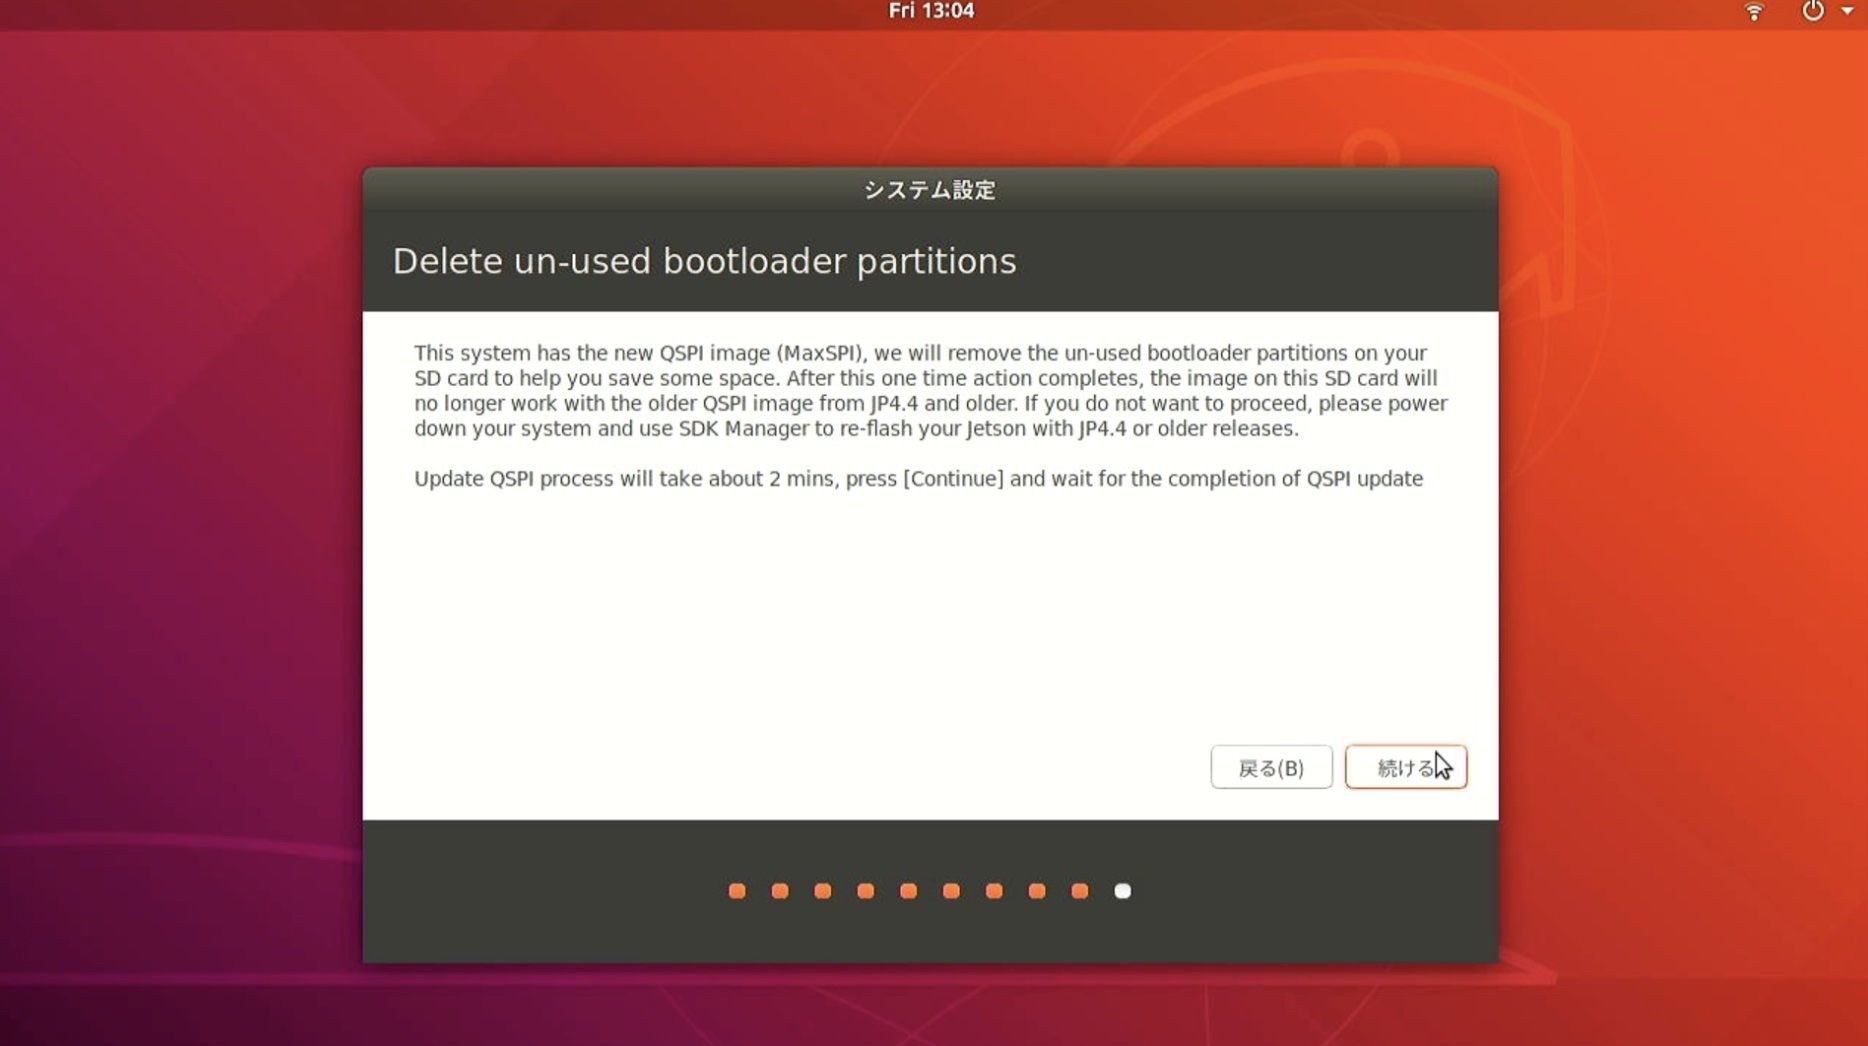 Fri 13:04
システム設定
Delete un-used bootloader partitions
This system has the new QSPI image (MaxSPI), we will remove the un-used bootloader partitions on your
SD card to help you save some space. After this one time action completes, the image on this SD card will
no longer work with the older QSPI image from JP4.4 and older. If you do not want to proceed, please power
down your system and use SDK Manager to re-flash your Jetson with JP4.4 or older releases.
Update QSPI process will take about 2 mins, press [Continue] and wait for the completion of QSPI update
戻る(B) 続ける